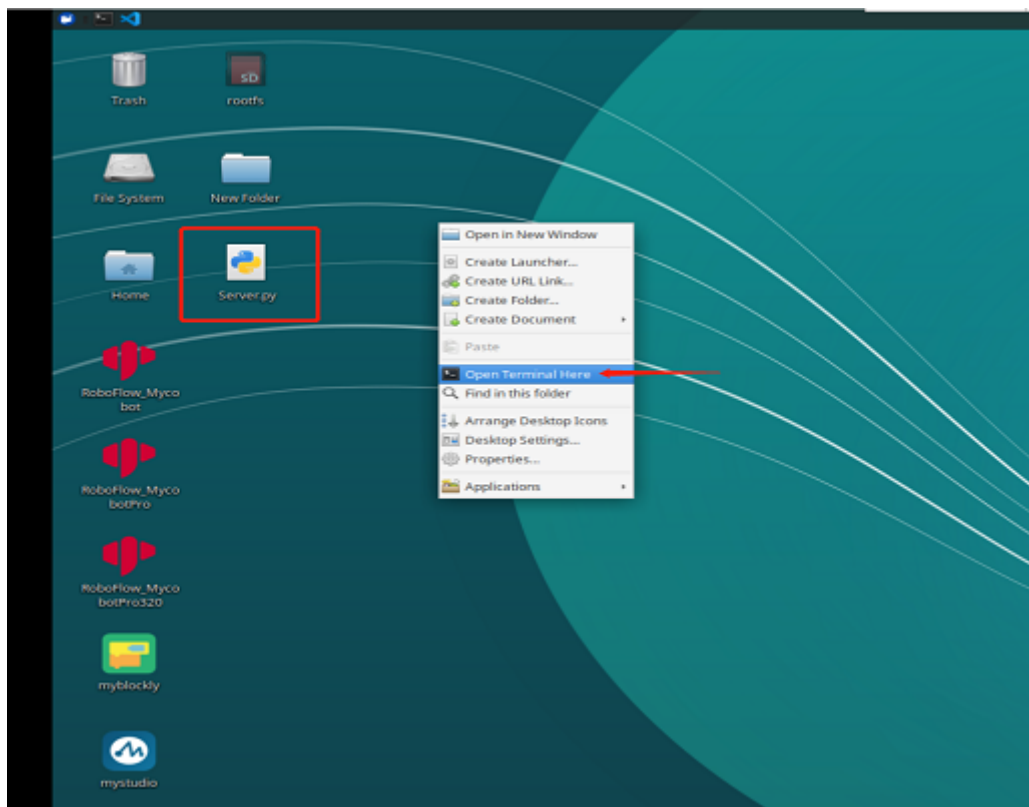 Trash
rootfs
SD
File System
New Folder
Home
Server.py
RoboFlow_Myco
bot
RoboFlow_Myco
botPro
RoboFlow_Myco
botPro320
myblockly
mystudio
Open in New Window
Create Launcher...
Create URL Link...
Create Folder...
Create Document
Paste
Open Terminal Here
Find in this folder
Arrange Desktop Icons
Desktop Settings...
Properties...
Applications